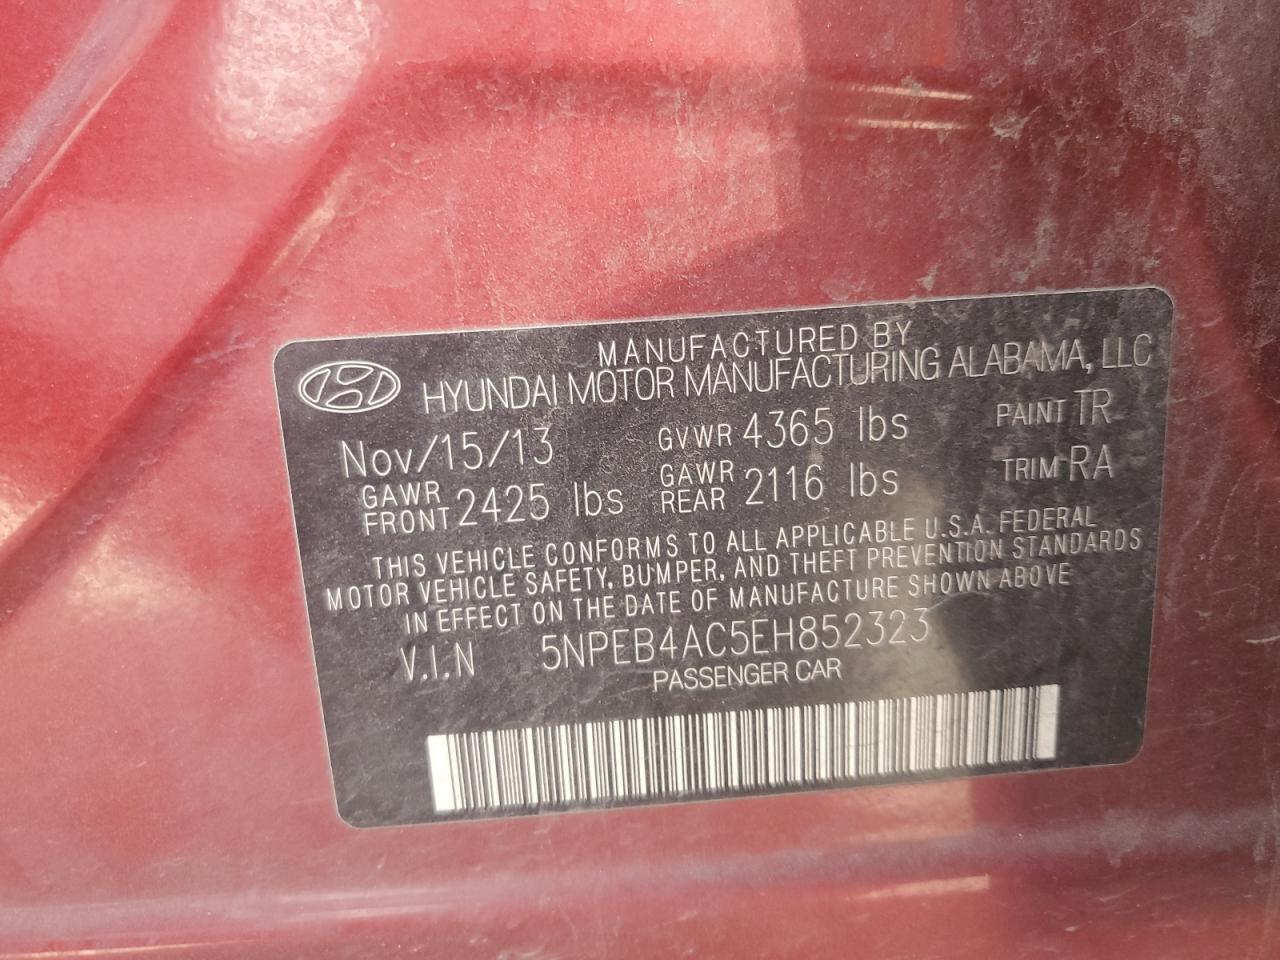 MANUFACTURED BY
HYUNDAI MOTOR MANUFACTURING ALABAMA, LLC
Nov/15/13 GVWR 4365 lbs PAINT TR
GAWR FRONT 2425 lbs GAWR REAR 2116 lbs TRIM RA
THIS VEHICLE CONFORMS TO ALL APPLICABLE U.S.A. FEDERAL
MOTOR VEHICLE SAFETY, BUMPER, AND THEFT PREVENTION STANDARDS
IN EFFECT ON THE DATE OF MANUFACTURE SHOWN ABOVE
V.I.N 5NPEB4AC5EH852323
PASSENGER CAR